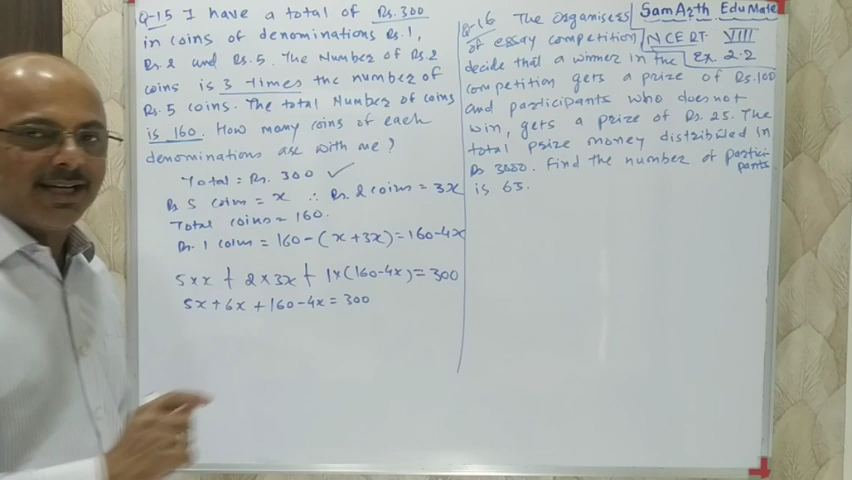 Q-15 I have a total of Rs.300
in coins of denominations Rs.1,
Rs.2 and Rs.5. The Number of Rs.2
coins is 3 times the number of
Rs.5 coins. The total Number of coins
is 160. How many coins of each
denominations are with me?
Total = Rs. 300 ✓
Rs 5 coins = x ∴ Rs. 2 coins = 3x
Total coins = 160.
Rs. 1 coins = 160-(x+3x) = 160-4x
5×x + 2×3x + 1×(160-4x) = 300
5x+6x+160-4x = 300
SamArth EduMate
NCERT VIII
Ex. 2.2
Q-16 The Organisers
of essay competition
decide that a winner in the
competition gets a prize of Rs.100
and participants who does not
win, gets a prize of Rs. 25. The
total prize money distributed in
Rs 3000. Find the number of partici-
pants
is 63.